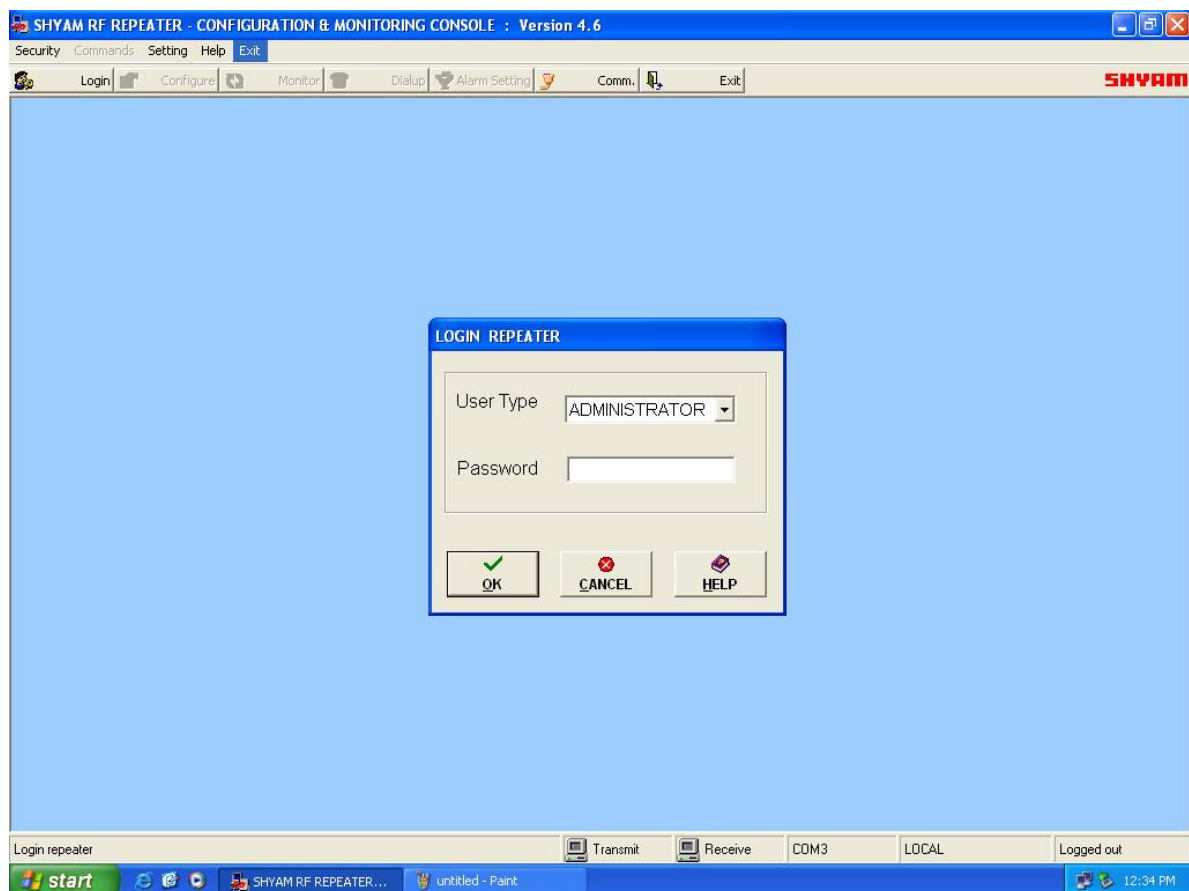 SHYAM RF REPEATER - CONFIGURATION & MONITORING CONSOLE : Version 4.6
Security Commands Setting Help Exit
Login Configure Monitor Dialup Alarm Setting Comm. Exit SHYAM
LOGIN REPEATER
User Type ADMINISTRATOR
Password
OK CANCEL HELP
Login repeater Transmit Receive COM3 LOCAL Logged out
start SHYAM RF REPEATER... untitled - Paint 12:34 PM